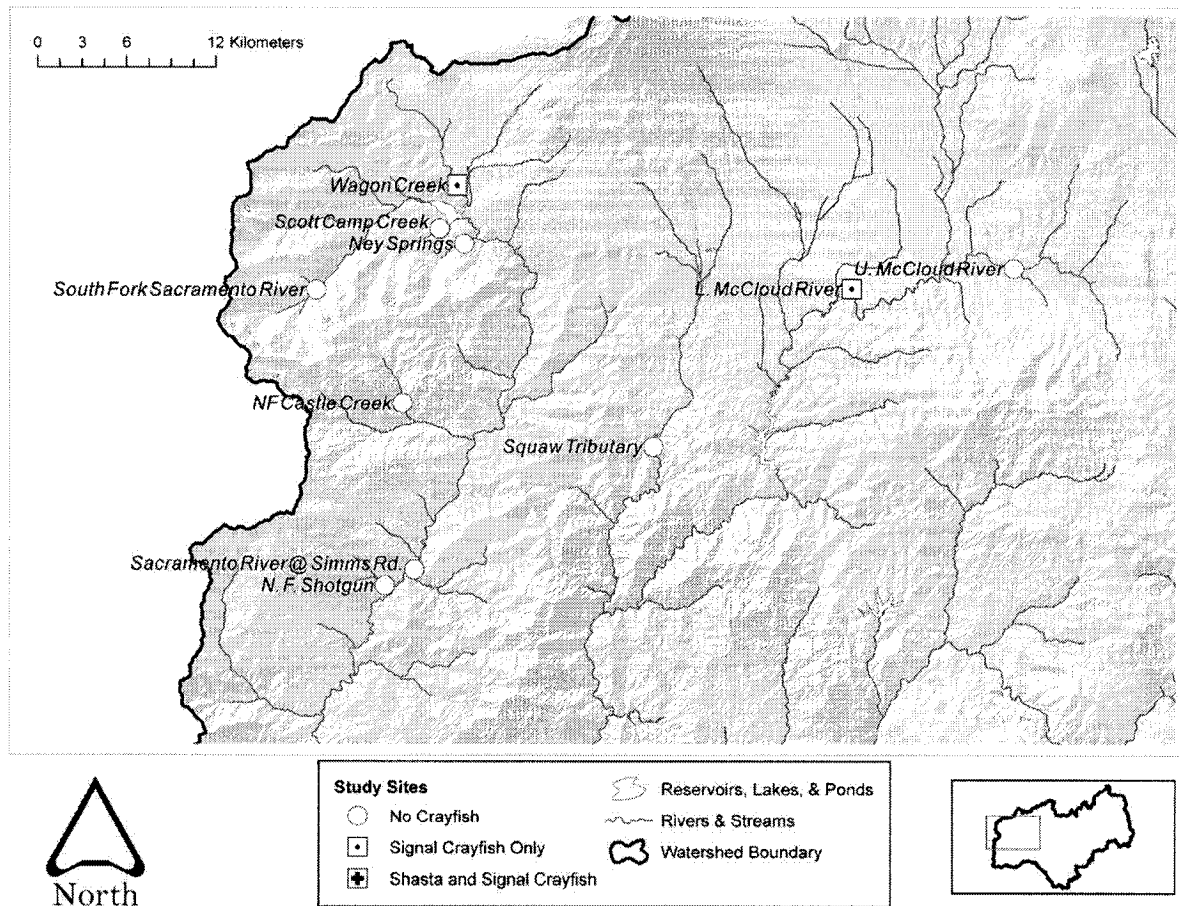 0 3 6 12 Kilometers
Wagon Creek
Scott Camp Creek
Ney Springs
U. McCloud River
South Fork Sacramento River
L. McCloud River
NF Castle Creek
Squaw Tributary
Sacramento River @ Simms Rd.
N. F. Shotgun
North
Study Sites
No Crayfish
Signal Crayfish Only
Shasta and Signal Crayfish
Reservoirs, Lakes, & Ponds
Rivers & Streams
Watershed Boundary